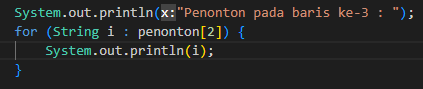 System.out.println(x:"Penonton pada baris ke-3 : ");
for (String i : penonton[2]) {
    System.out.println(i);
}